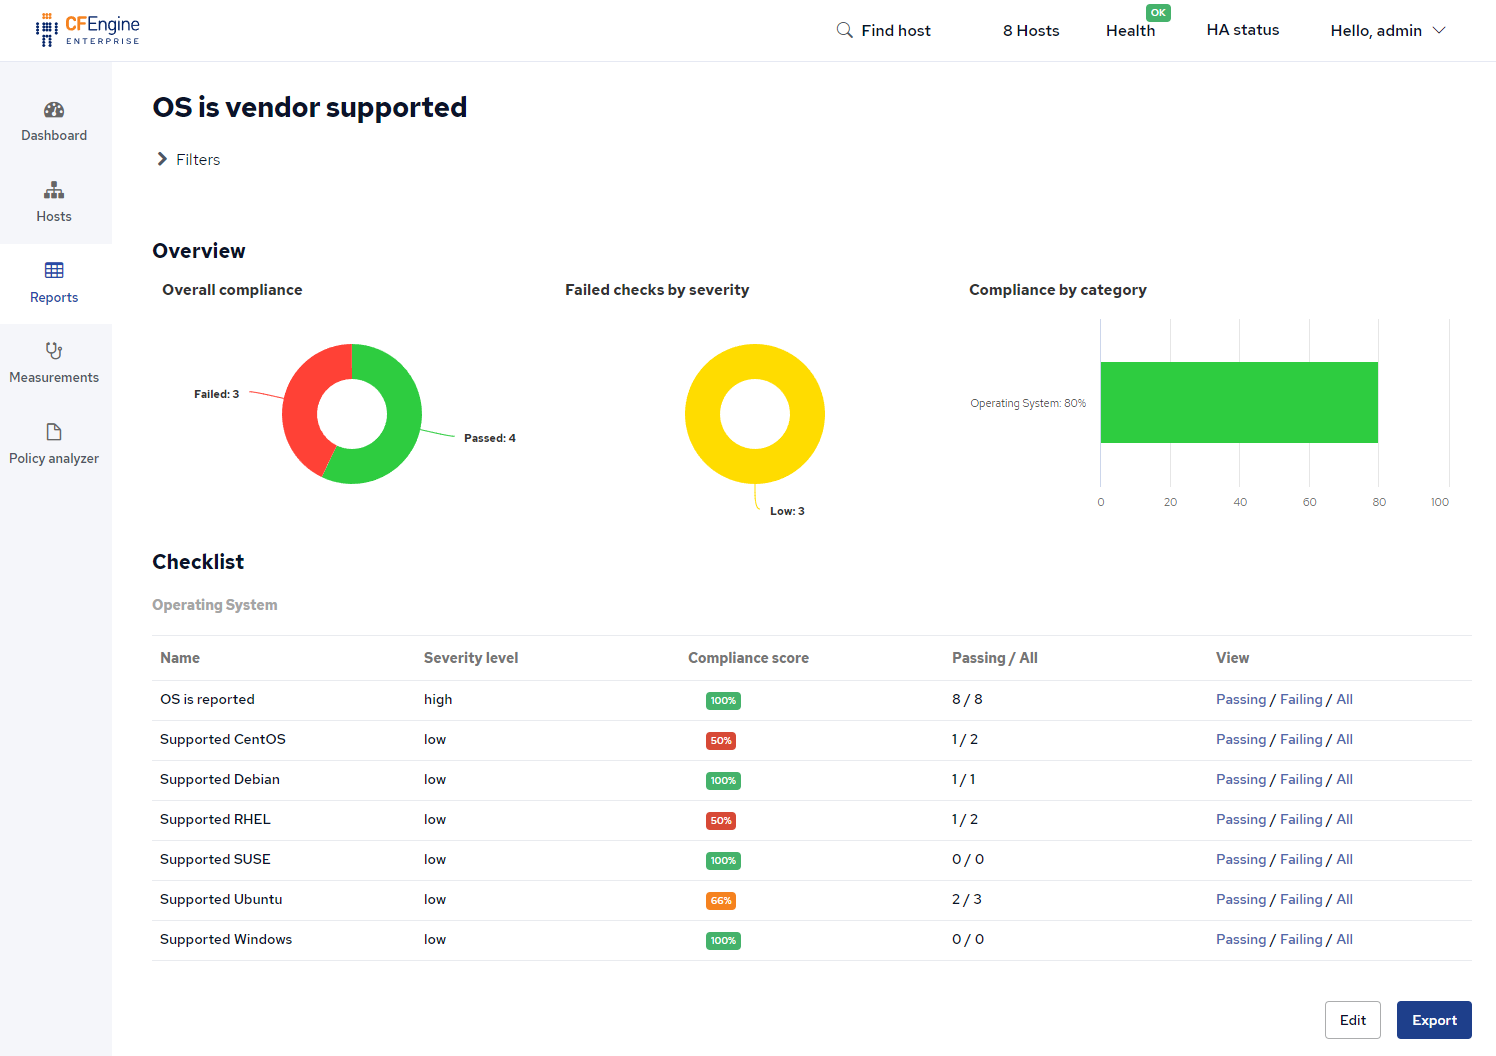 CFEngine
ENTERPRISE
Find host
8 Hosts
Health
OK
HA status
Hello, admin
Dashboard
Hosts
Reports
Measurements
Policy analyzer
OS is vendor supported
Filters
Overview
Overall compliance
Failed checks by severity
Compliance by category
Failed: 3
Passed: 4
Low: 3
Operating System: 80%
0 20 40 60 80 100
Checklist
Operating System
Name Severity level Compliance score Passing / All View
OS is reported high 100% 8 / 8 Passing / Failing / All
Supported CentOS low 50% 1 / 2 Passing / Failing / All
Supported Debian low 100% 1 / 1 Passing / Failing / All
Supported RHEL low 50% 1 / 2 Passing / Failing / All
Supported SUSE low 100% 0 / 0 Passing / Failing / All
Supported Ubuntu low 66% 2 / 3 Passing / Failing / All
Supported Windows low 100% 0 / 0 Passing / Failing / All
Edit
Export